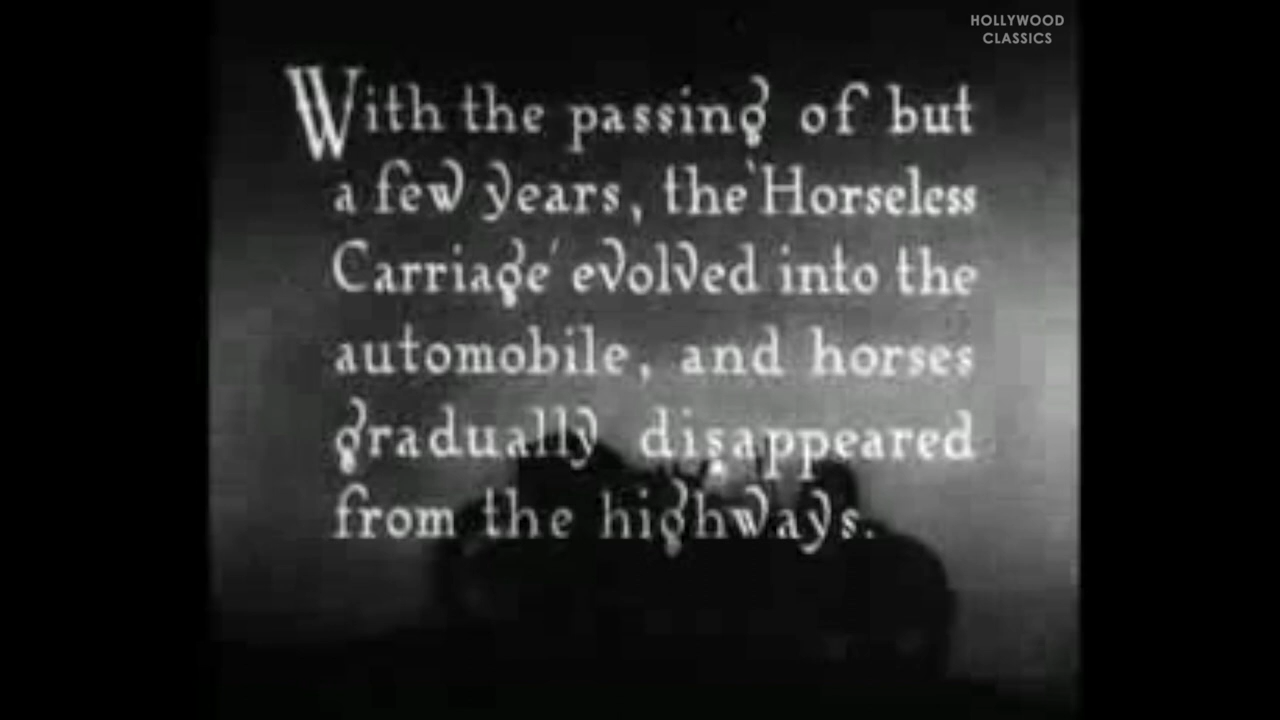 HOLLYWOOD
CLASSICS
With the passing of but
a few years, the 'Horseless
Carriage' evolved into the
automobile, and horses
gradually disappeared
from the highways.